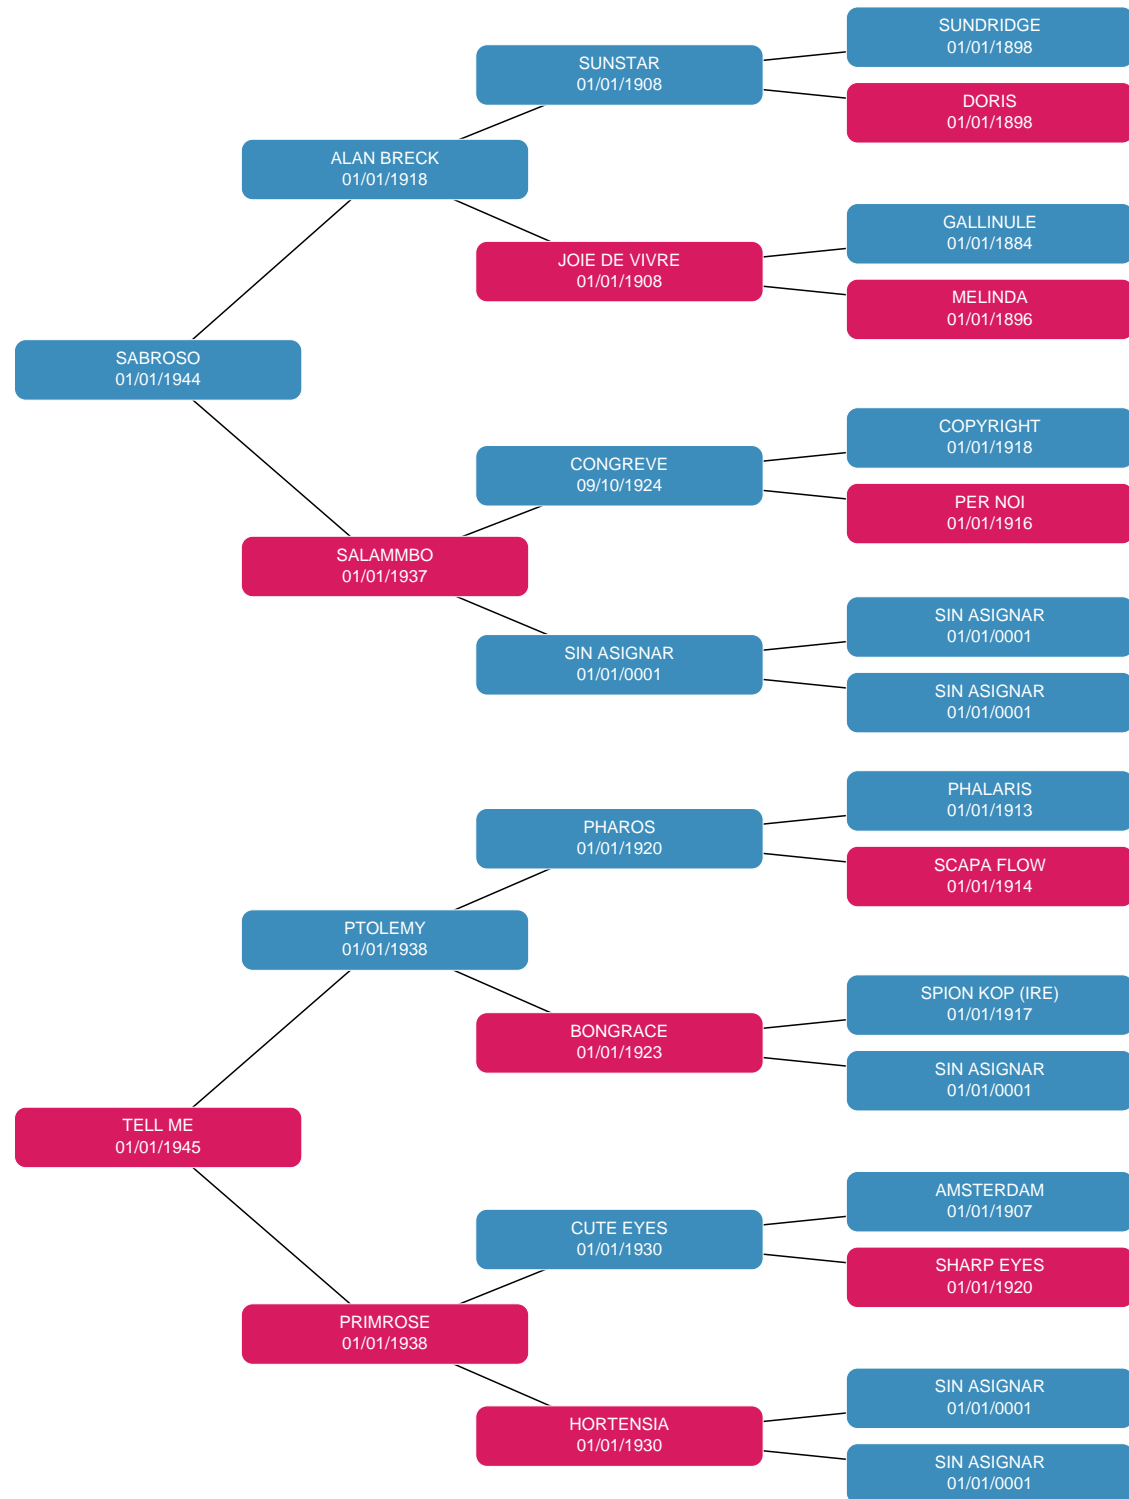 SUNDRIDGE
01/01/1898
SUNSTAR
01/01/1908
DORIS
01/01/1898
ALAN BRECK
01/01/1918
GALLINULE
01/01/1884
JOIE DE VIVRE
01/01/1908
MELINDA
01/01/1896
SABROSO
01/01/1944
COPYRIGHT
01/01/1918
CONGREVE
09/10/1924
PER NOI
01/01/1916
SALAMMBO
01/01/1937
SIN ASIGNAR
01/01/0001
SIN ASIGNAR
01/01/0001
SIN ASIGNAR
01/01/0001
PHALARIS
01/01/1913
PHAROS
01/01/1920
SCAPA FLOW
01/01/1914
PTOLEMY
01/01/1938
SPION KOP (IRE)
01/01/1917
BONGRACE
01/01/1923
SIN ASIGNAR
01/01/0001
TELL ME
01/01/1945
AMSTERDAM
01/01/1907
CUTE EYES
01/01/1930
SHARP EYES
01/01/1920
PRIMROSE
01/01/1938
SIN ASIGNAR
01/01/0001
HORTENSIA
01/01/1930
SIN ASIGNAR
01/01/0001